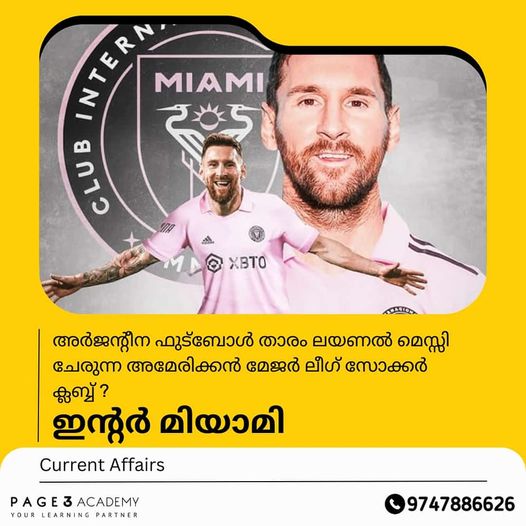 CLUB INTERNA
MIAMI
XBTO
അർജന്റീന ഫുട്ബോൾ താരം ലയണൽ മെസ്സി
ചേരുന്ന അമേരിക്കൻ മേജർ ലീഗ് സോക്കർ
ക്ലബ്ബ് ?
ഇന്റർ മിയാമി
Current Affairs
PAGE3 ACADEMY
YOUR LEARNING PARTNER
9747886626